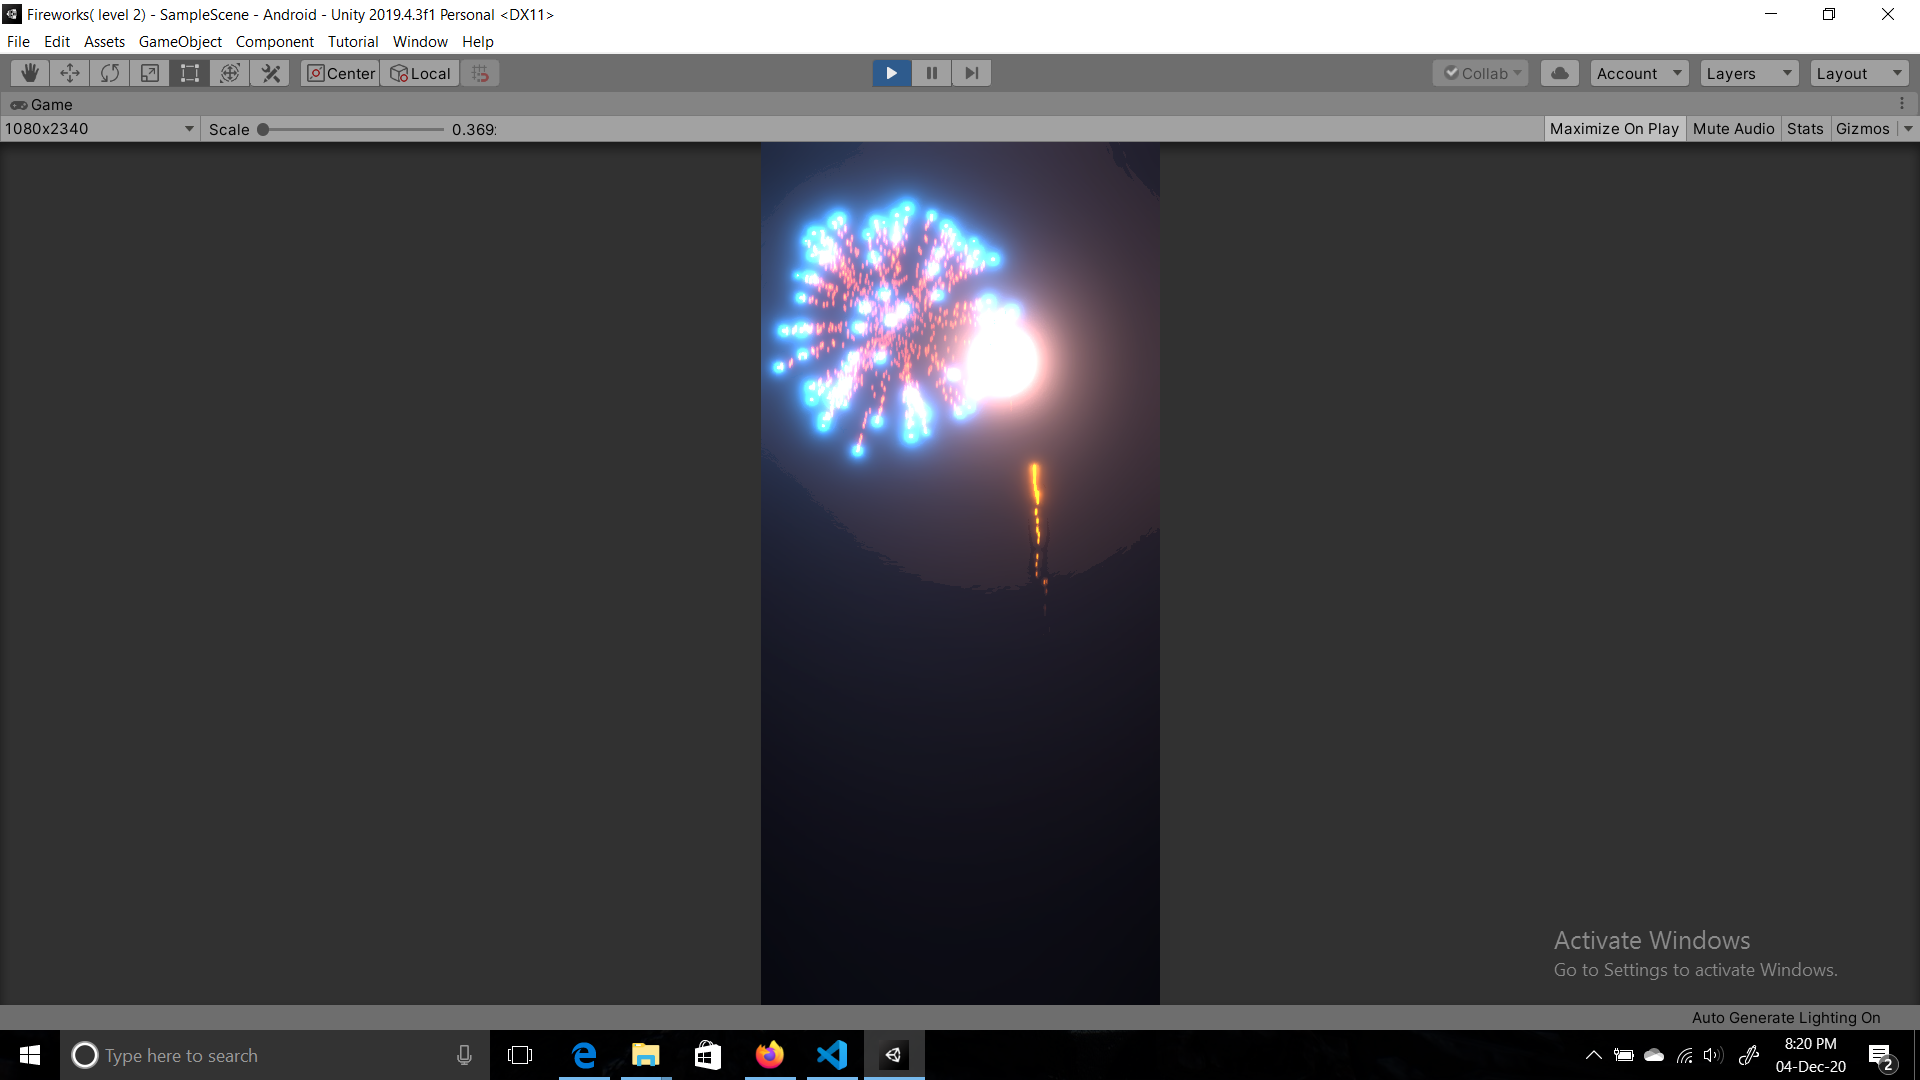 Fireworks( level 2) - SampleScene - Android - Unity 2019.4.3f1 Personal <DX11>
File Edit Assets GameObject Component Tutorial Window Help
Center Local Collab Account Layers Layout
Game
1080x2340 Scale 0.369: Maximize On Play Mute Audio Stats Gizmos
Activate Windows
Go to Settings to activate Windows.
Auto Generate Lighting On
Type here to search
8:20 PM
04-Dec-20
2